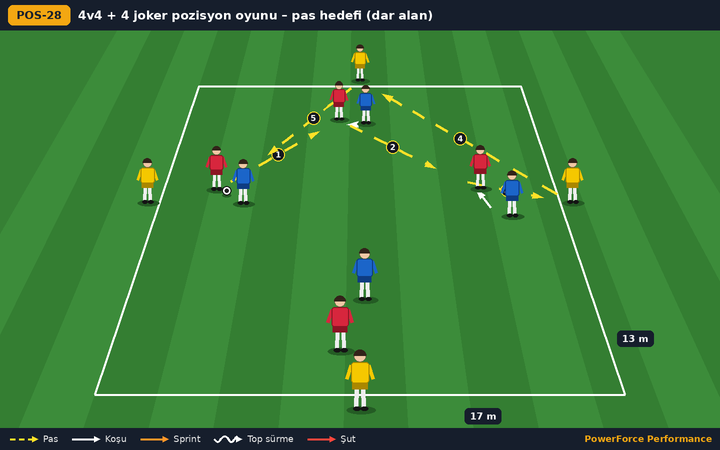 POS-28 4v4 + 4 joker pozisyon oyunu – pas hedefi (dar alan)
5
1
2
4
13 m
17 m
Pas Koşu Sprint Top sürme Şut PowerForce Performance